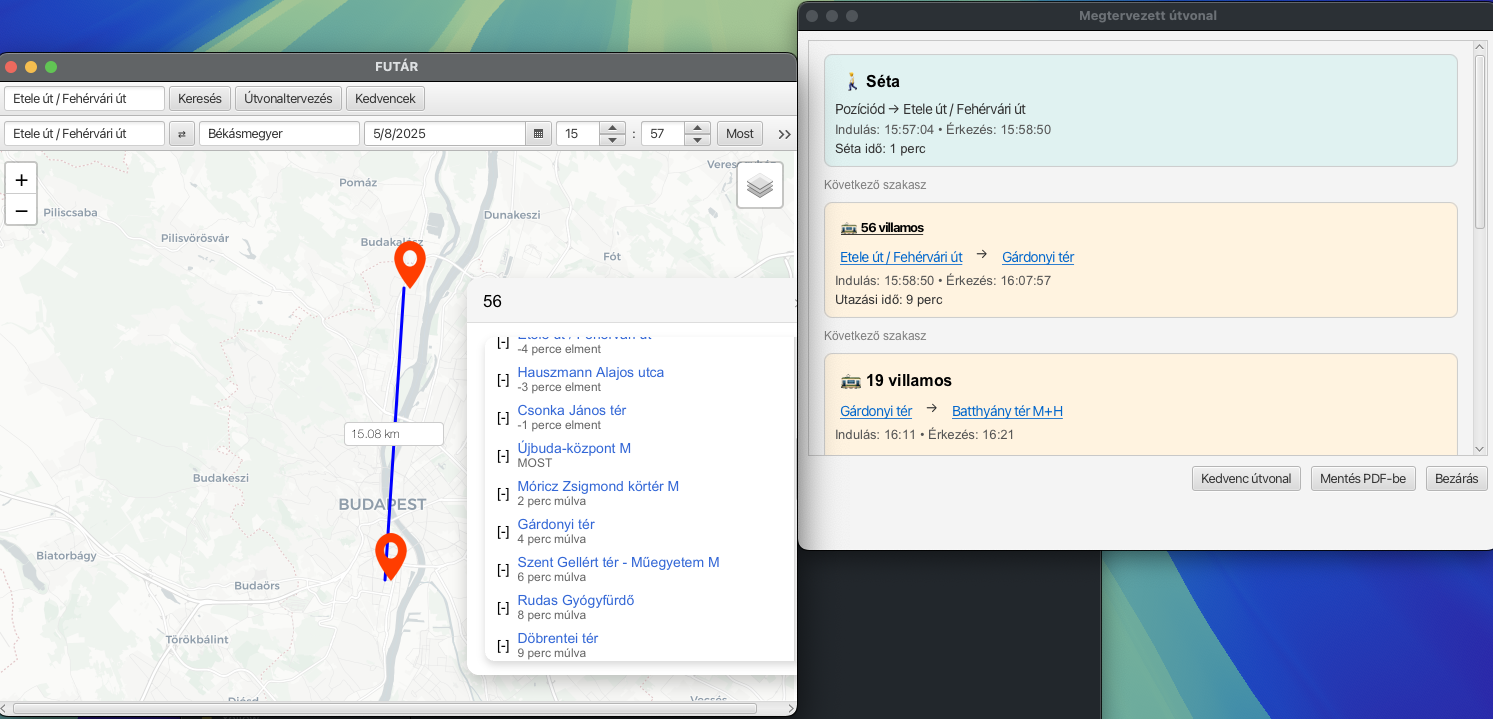 FUTÁR
Etele út / Fehérvári út
Keresés
Útvonaltervezés
Kedvencek
Etele út / Fehérvári út
⇄
Békásmegyer
5/8/2025
15
:
57
Most
>>
+
−
Pomáz
Piliscsaba
Pilisvörösvár
Dunakeszi
Budakalász
Fót
Budakeszi
BUDAPEST
Biatorbágy
Budaörs
Törökbálint
15.08 km
56
Etele út / Fehérvári út
[-]
-4 perce elment
Hauszmann Alajos utca
[-]
-3 perce elment
Csonka János tér
[-]
-1 perce elment
Újbuda-központ M
[-]
MOST
Móricz Zsigmond körtér M
[-]
2 perc múlva
Gárdonyi tér
[-]
4 perc múlva
Szent Gellért tér - Műegyetem M
[-]
6 perc múlva
Rudas Gyógyfürdő
[-]
8 perc múlva
Döbrentei tér
[-]
9 perc múlva
Megtervezett útvonal
Séta
Pozíciód → Etele út / Fehérvári út
Indulás: 15:57:04 • Érkezés: 15:58:50
Séta idő: 1 perc
Következő szakasz
56 villamos
Etele út / Fehérvári út → Gárdonyi tér
Indulás: 15:58:50 • Érkezés: 16:07:57
Utazási idő: 9 perc
Következő szakasz
19 villamos
Gárdonyi tér → Batthyány tér M+H
Indulás: 16:11 • Érkezés: 16:21
Kedvenc útvonal
Mentés PDF-be
Bezárás